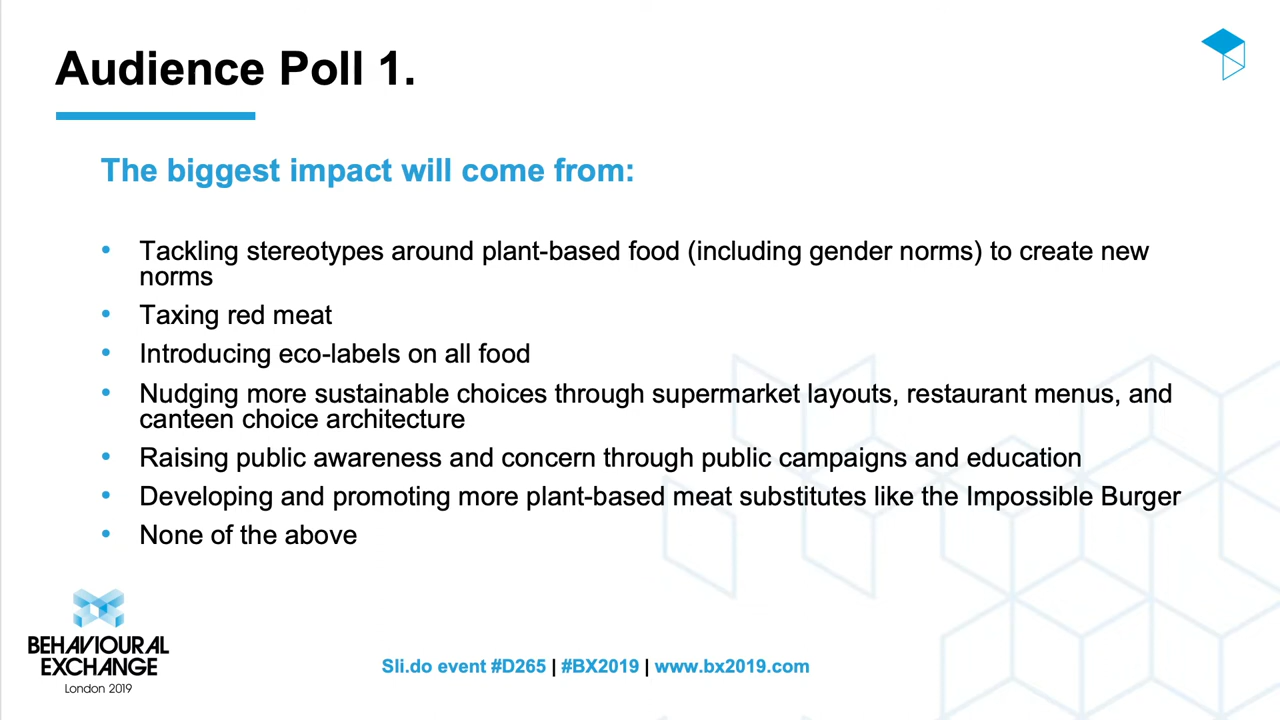 Audience Poll 1.
The biggest impact will come from:
• Tackling stereotypes around plant-based food (including gender norms) to create new
norms
• Taxing red meat
• Introducing eco-labels on all food
• Nudging more sustainable choices through supermarket layouts, restaurant menus, and
canteen choice architecture
• Raising public awareness and concern through public campaigns and education
• Developing and promoting more plant-based meat substitutes like the Impossible Burger
• None of the above
BEHAVIOURAL
EXCHANGE
London 2019
Sli.do event #D265 | #BX2019 | www.bx2019.com